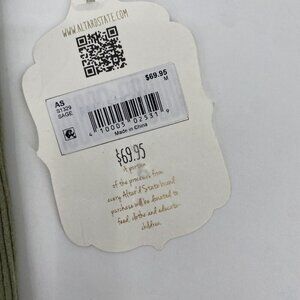 WWW.ALTARDSTATE.COM
$69.95
M
AS
S1329
SAGE
Made in China
$69.95
A portion
of the proceeds from
every Altar'd State brand
purchase will be donated to
feed, clothe and educate
children.